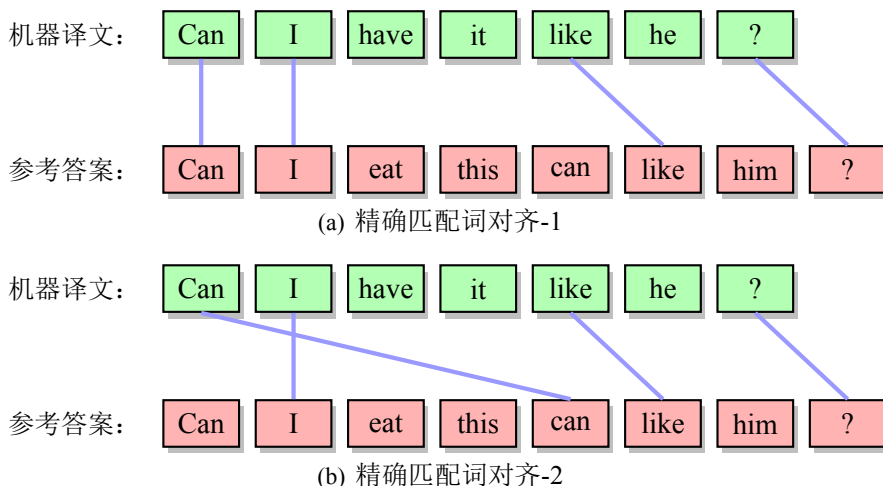 机器译文： Can I have it like he ?
参考答案： Can I eat this can like him ?
(a) 精确匹配词对齐-1
机器译文： Can I have it like he ?
参考答案： Can I eat this can like him ?
(b) 精确匹配词对齐-2